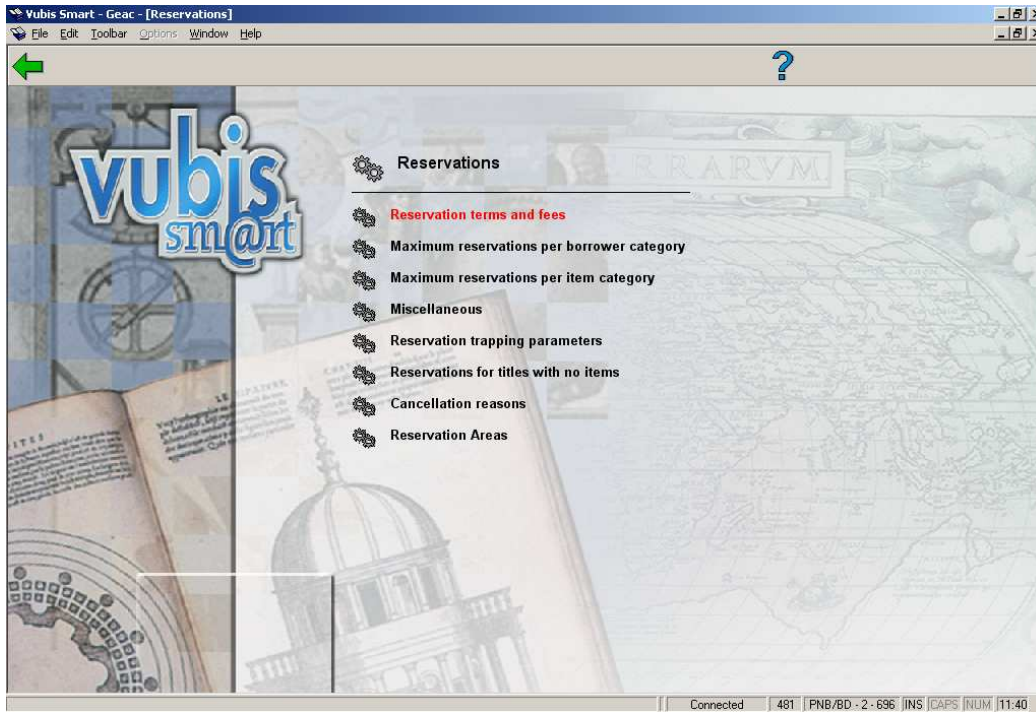 Vubis Smart - Geac - [Reservations]
File Edit Toolbar Options Window Help
?
vubis
sm@rt
RARVM
Reservations
Reservation terms and fees
Maximum reservations per borrower category
Maximum reservations per item category
Miscellaneous
Reservation trapping parameters
Reservations for titles with no items
Cancellation reasons
Reservation Areas
Connected 481 PNB/BD - 2 - 696 INS CAPS NUM 11:40